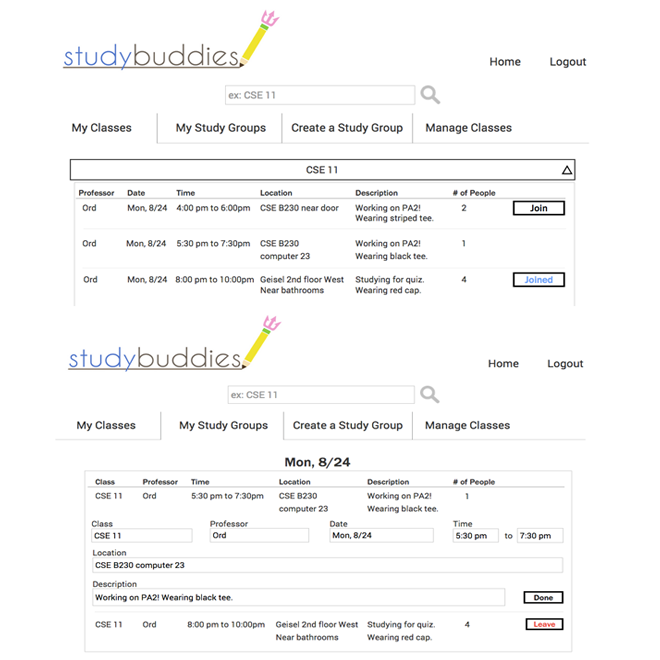 studybuddies
Home Logout
ex: CSE 11
My Classes My Study Groups Create a Study Group Manage Classes
CSE 11
Professor Date Time Location Description # of People
Ord Mon, 8/24 4:00 pm to 6:00pm CSE B230 near door Working on PA2! 2 Join
Wearing striped tee.
Ord Mon, 8/24 5:30 pm to 7:30pm CSE B230 Working on PA2! 1
computer 23 Wearing black tee.
Ord Mon, 8/24 8:00 pm to 10:00pm Geisel 2nd floor West Studying for quiz. 4 Joined
Near bathrooms Wearing red cap.
studybuddies
Home Logout
ex: CSE 11
My Classes My Study Groups Create a Study Group Manage Classes
Mon, 8/24
Class Professor Time Location Description # of People
CSE 11 Ord 5:30 pm to 7:30pm CSE B230 Working on PA2! 1
computer 23 Wearing black tee.
Class Professor Date Time
CSE 11 Ord Mon, 8/24 5:30 pm to 7:30 pm
Location
CSE B230 computer 23
Description
Working on PA2! Wearing black tee. Done
CSE 11 Ord 8:00 pm to 10:00pm Geisel 2nd floor West Studying for quiz. 4 Leave
Near bathrooms Wearing red cap.